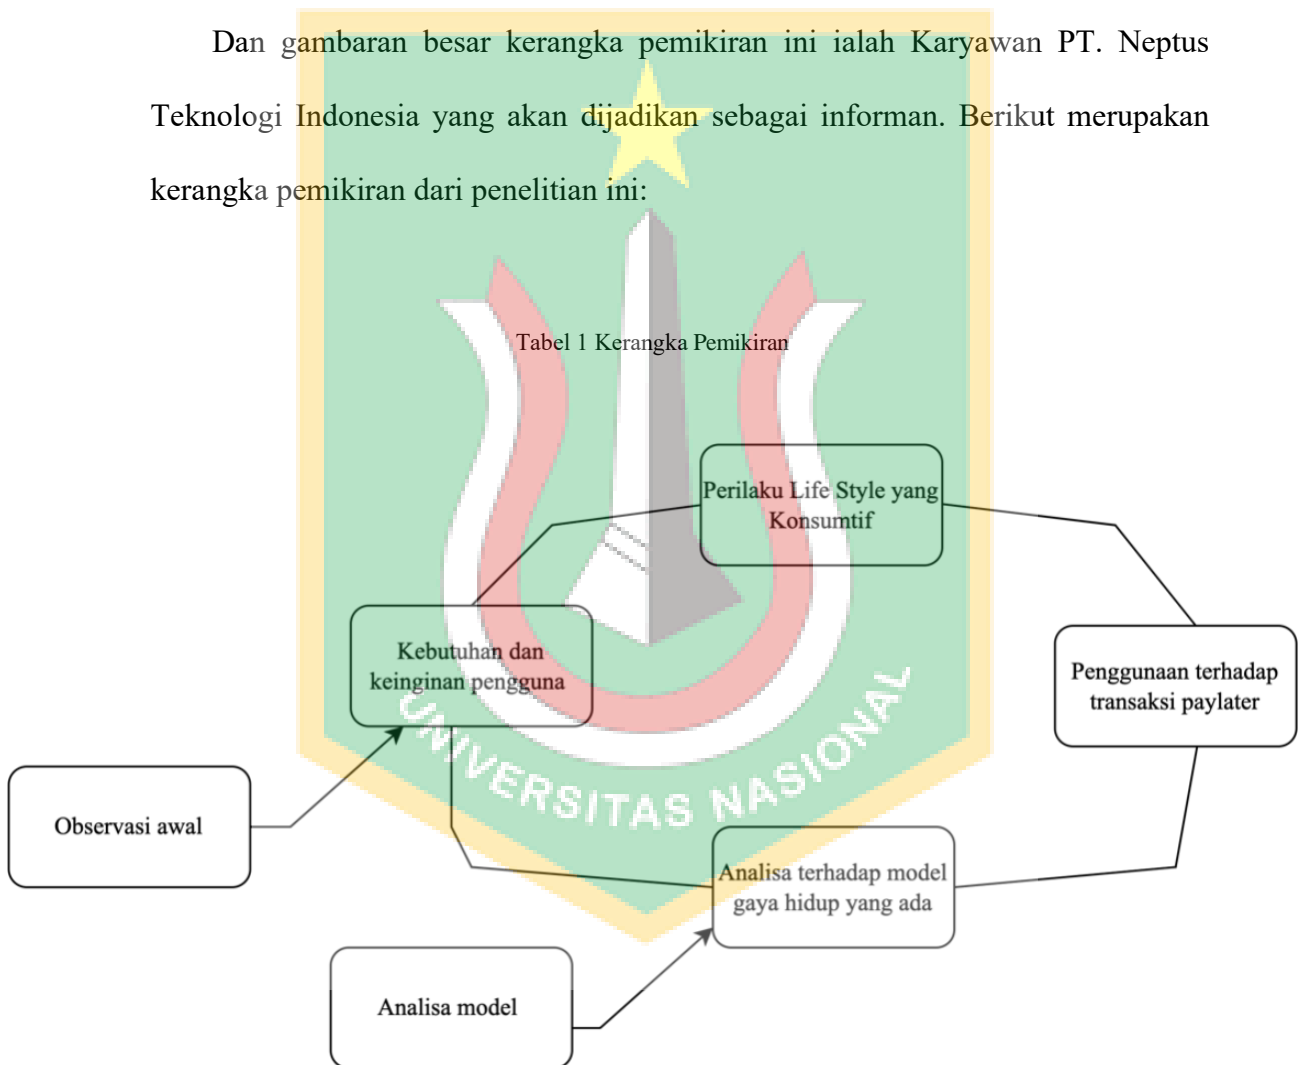 Dan gambaran besar kerangka pemikiran ini ialah Karyawan PT. Neptus
Teknologi Indonesia yang akan dijadikan sebagai informan. Berikut merupakan
kerangka pemikiran dari penelitian ini:
Tabel 1 Kerangka Pemikiran
Perilaku Life Style yang
Konsumtif
Kebutuhan dan
keinginan pengguna
Penggunaan terhadap
transaksi paylater
Observasi awal
Analisa terhadap model
gaya hidup yang ada
Analisa model
UNIVERSITAS NASIONAL